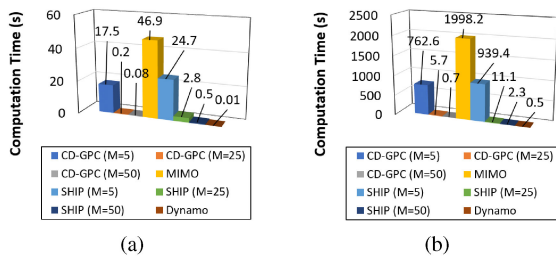 Computation Time (s)
60
40
20
0
17.5
0.2
0.08
46.9
24.7
2.8
0.5
0.01
CD-GPC (M=5)
CD-GPC (M=25)
CD-GPC (M=50)
MIMO
SHIP (M=5)
SHIP (M=25)
SHIP (M=50)
Dynamo
(a)
Computation Time (s)
2500
2000
1500
1000
500
0
762.6
5.7
0.7
1998.2
939.4
11.1
2.3
0.5
CD-GPC (M=5)
CD-GPC (M=25)
CD-GPC (M=50)
MIMO
SHIP (M=5)
SHIP (M=25)
SHIP (M=50)
Dynamo
(b)